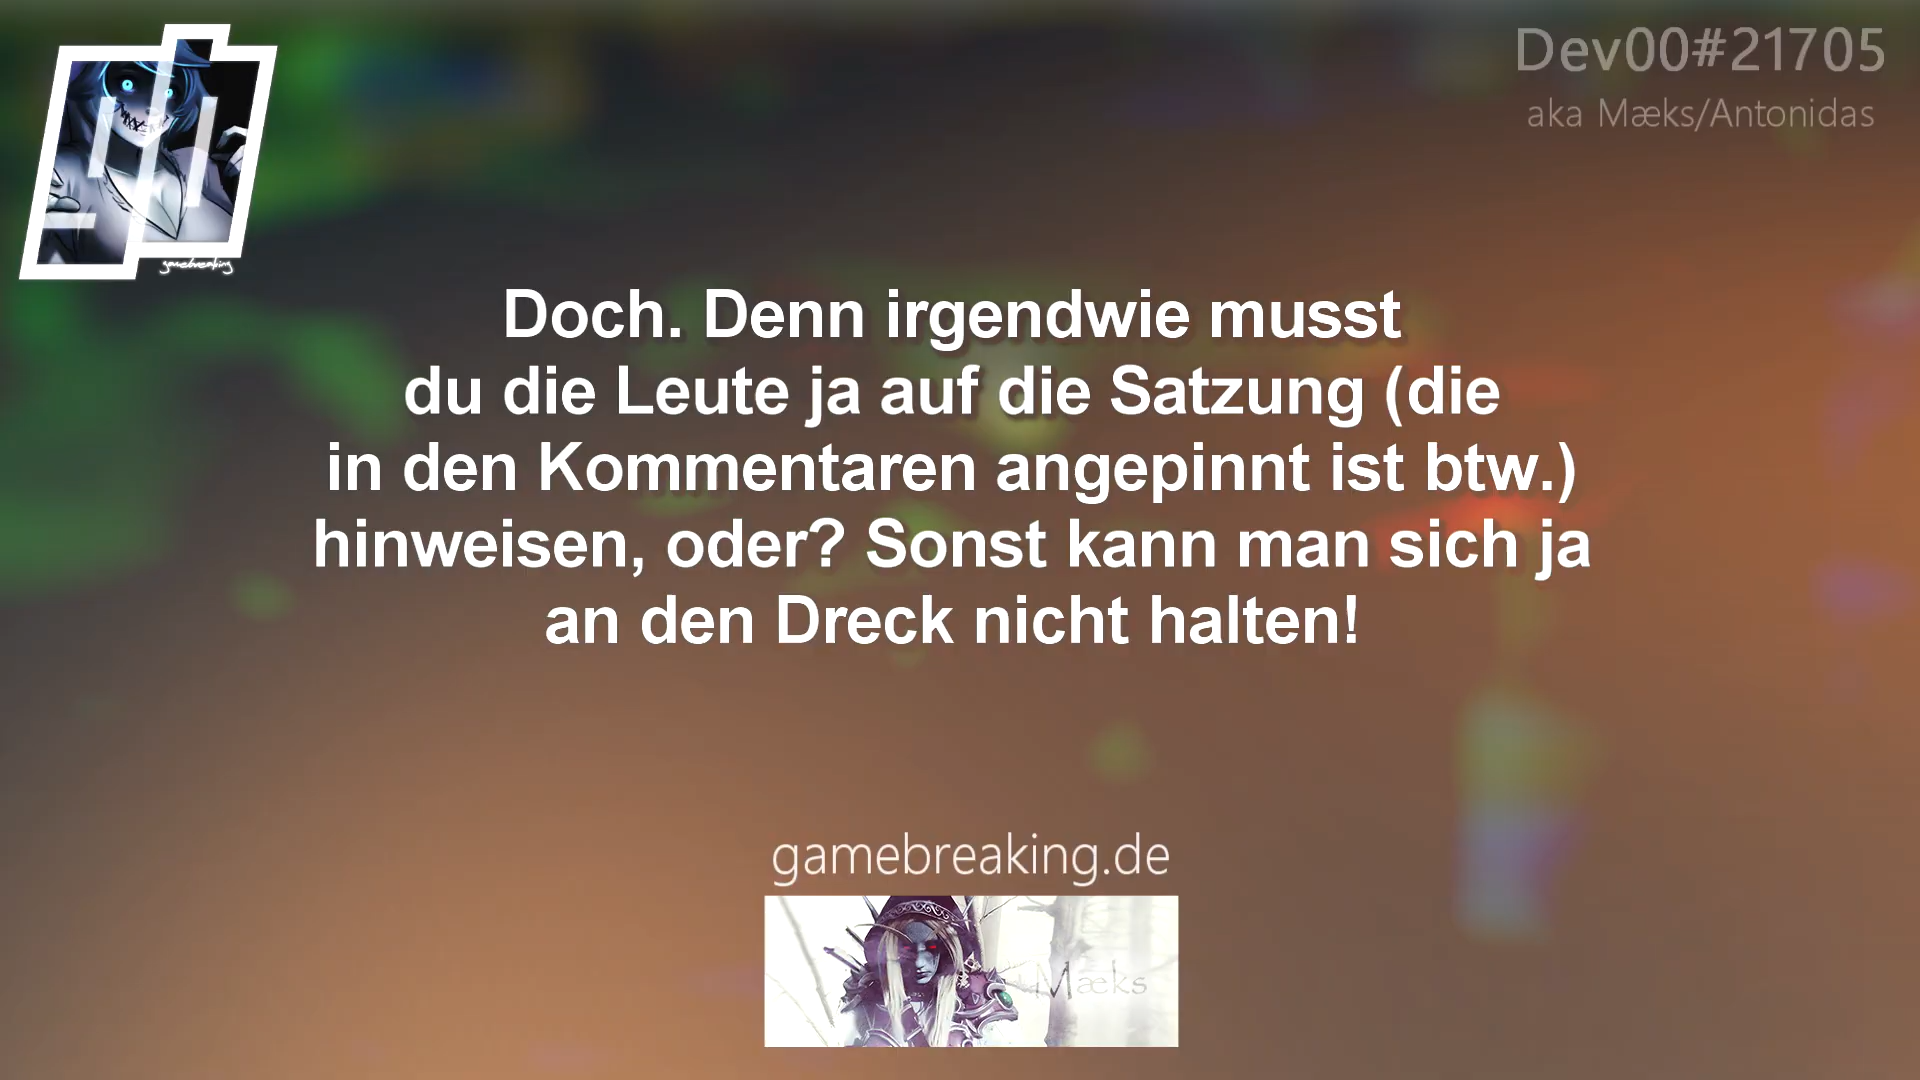 Dev00#21705
aka Mæks/Antonidas
gamebreaking
Doch. Denn irgendwie musst
du die Leute ja auf die Satzung (die
in den Kommentaren angepinnt ist btw.)
hinweisen, oder? Sonst kann man sich ja
an den Dreck nicht halten!
gamebreaking.de
Mæks